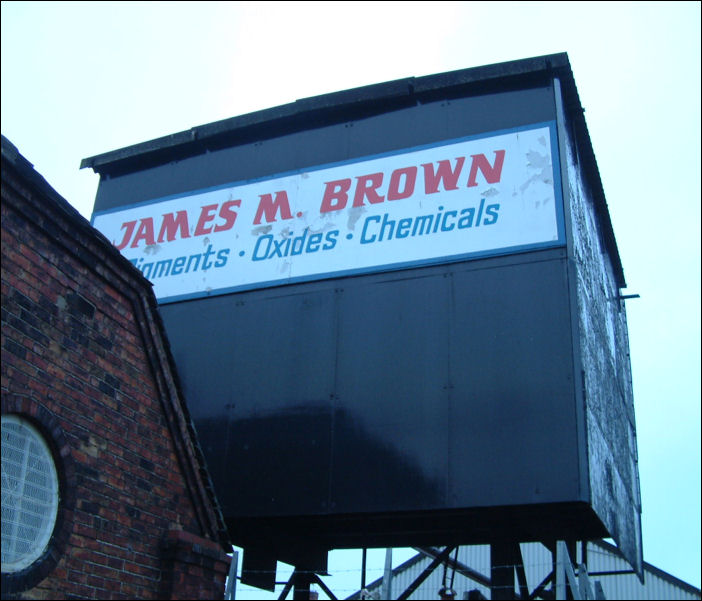 JAMES M. BROWN
Pigments · Oxides · Chemicals